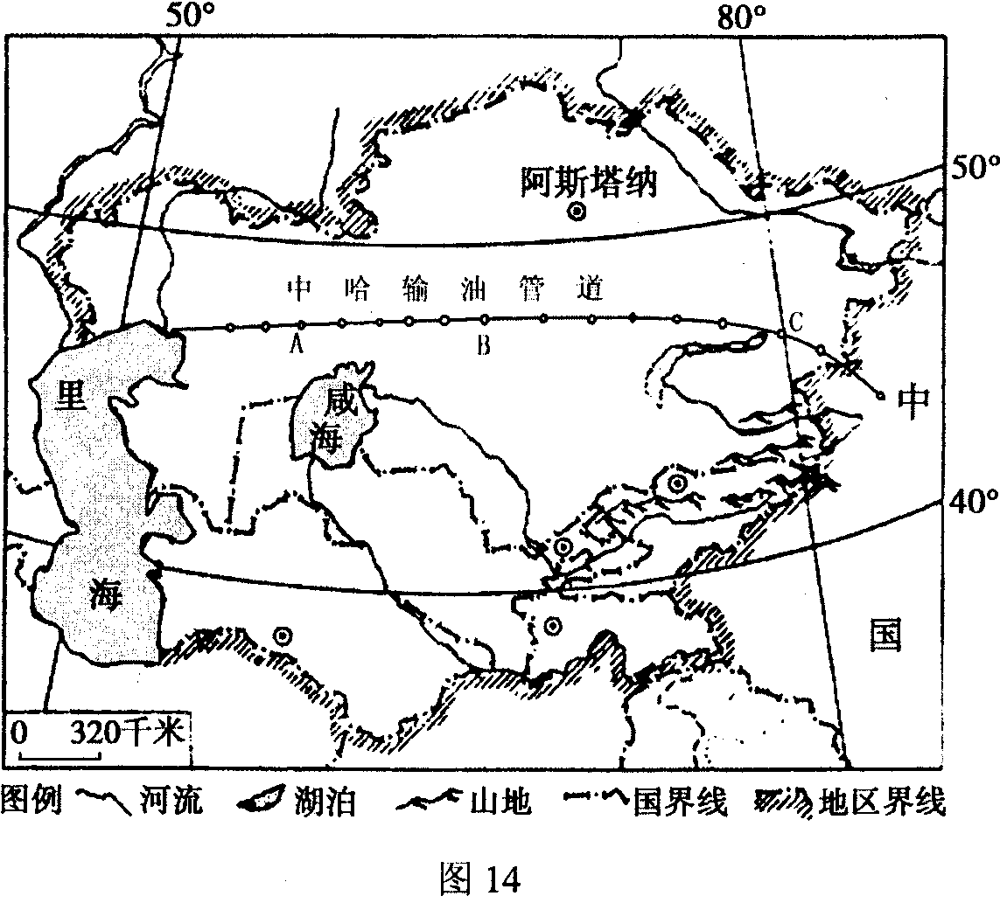 50° 80°
50°
阿斯塔纳
中哈输油管道
A B C
里海
咸海
中国
40°
0 320千米
图例 河流 湖泊 山地 国界线 地区界线
图 14